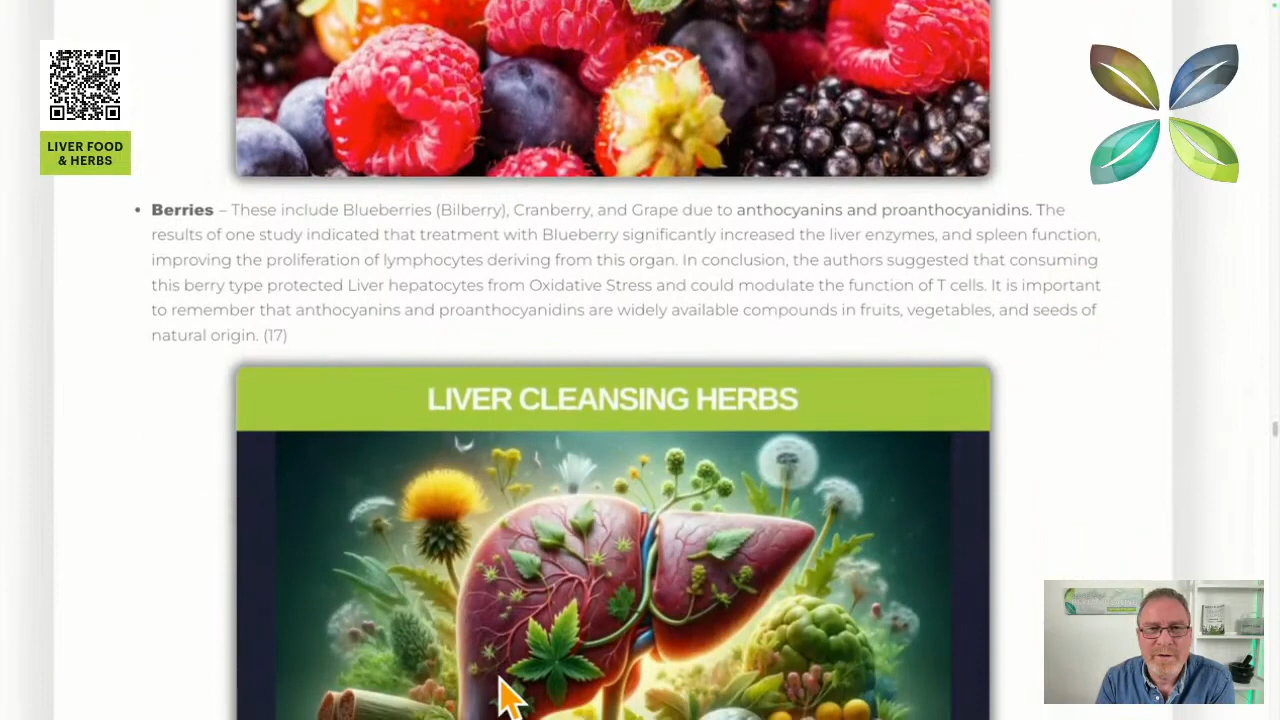 LIVER FOOD
& HERBS
• Berries – These include Blueberries (Bilberry), Cranberry, and Grape due to anthocyanins and proanthocyanidins. The
results of one study indicated that treatment with Blueberry significantly increased the liver enzymes, and spleen function,
improving the proliferation of lymphocytes deriving from this organ. In conclusion, the authors suggested that consuming
this berry type protected Liver hepatocytes from Oxidative Stress and could modulate the function of T cells. It is important
to remember that anthocyanins and proanthocyanidins are widely available compounds in fruits, vegetables, and seeds of
natural origin. (17)
LIVER CLEANSING HERBS